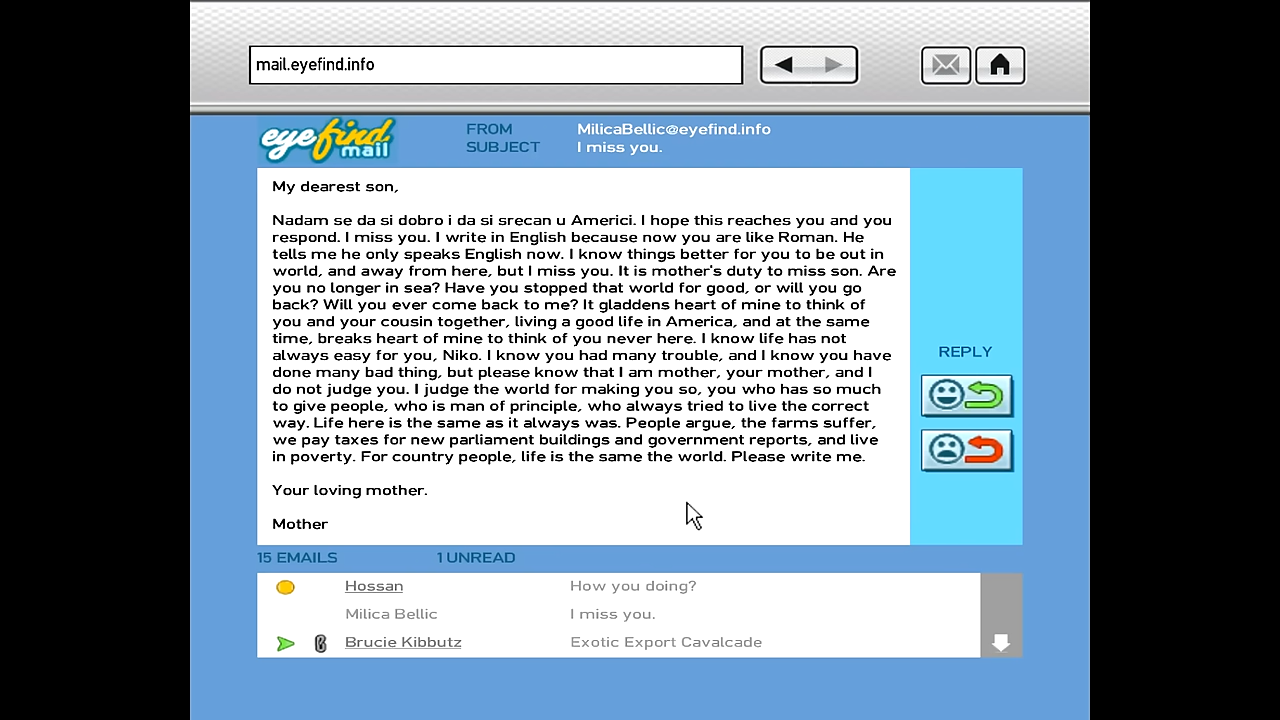 mail.eyefind.info
eyefind mail
FROM MilicaBellic@eyefind.info
SUBJECT I miss you.
My dearest son,
Nadam se da si dobro i da si srecan u Americi. I hope this reaches you and you
respond. I miss you. I write in English because now you are like Roman. He
tells me he only speaks English now. I know things better for you to be out in
world, and away from here, but I miss you. It is mother's duty to miss son. Are
you no longer in sea? Have you stopped that world for good, or will you go
back? Will you ever come back to me? It gladdens heart of mine to think of
you and your cousin together, living a good life in America, and at the same
time, breaks heart of mine to think of you never here. I know life has not
always easy for you, Niko. I know you had many trouble, and I know you have
done many bad thing, but please know that I am mother, your mother, and I
do not judge you. I judge the world for making you so, you who has so much
to give people, who is man of principle, who always tried to live the correct
way. Life here is the same as it always was. People argue, the farms suffer,
we pay taxes for new parliament buildings and government reports, and live
in poverty. For country people, life is the same the world. Please write me.
Your loving mother.
Mother
REPLY
15 EMAILS 1 UNREAD
Hossan How you doing?
Milica Bellic I miss you.
Brucie Kibbutz Exotic Export Cavalcade